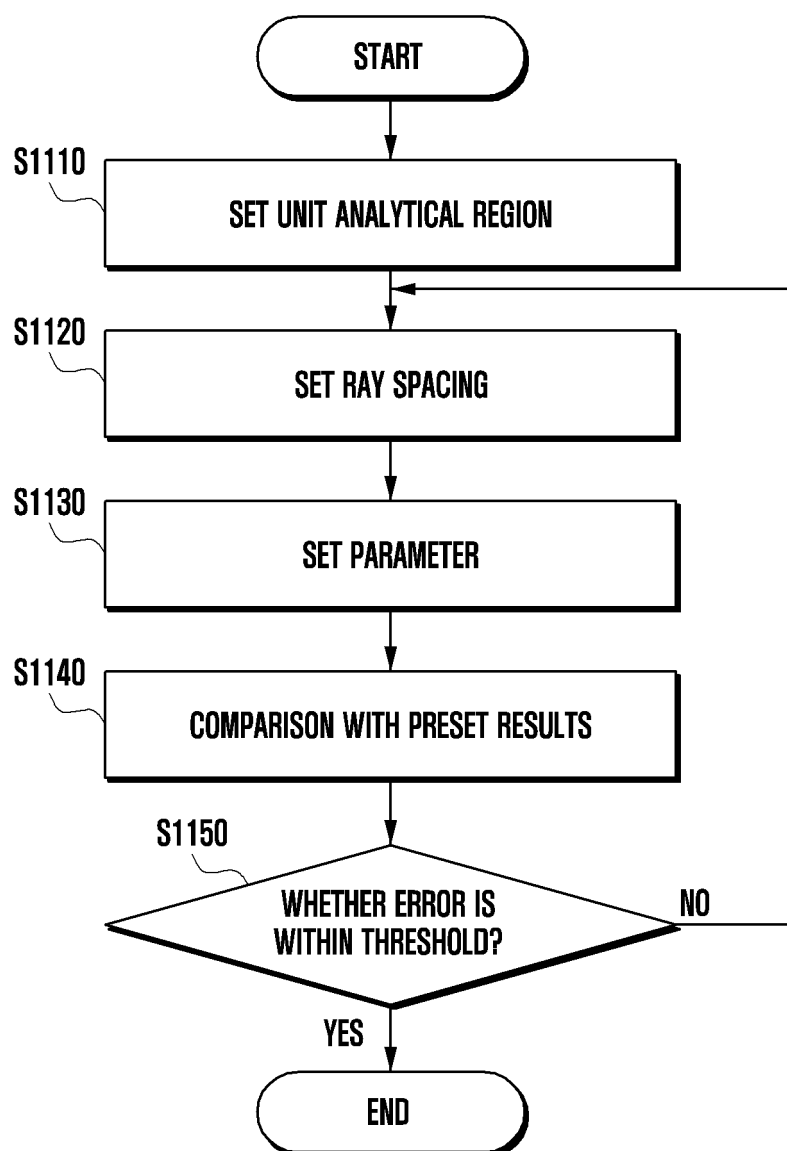 START
S1110
SET UNIT ANALYTICAL REGION
S1120
SET RAY SPACING
S1130
SET PARAMETER
S1140
COMPARISON WITH PRESET RESULTS
S1150
WHETHER ERROR IS
WITHIN THRESHOLD?
NO
YES
END